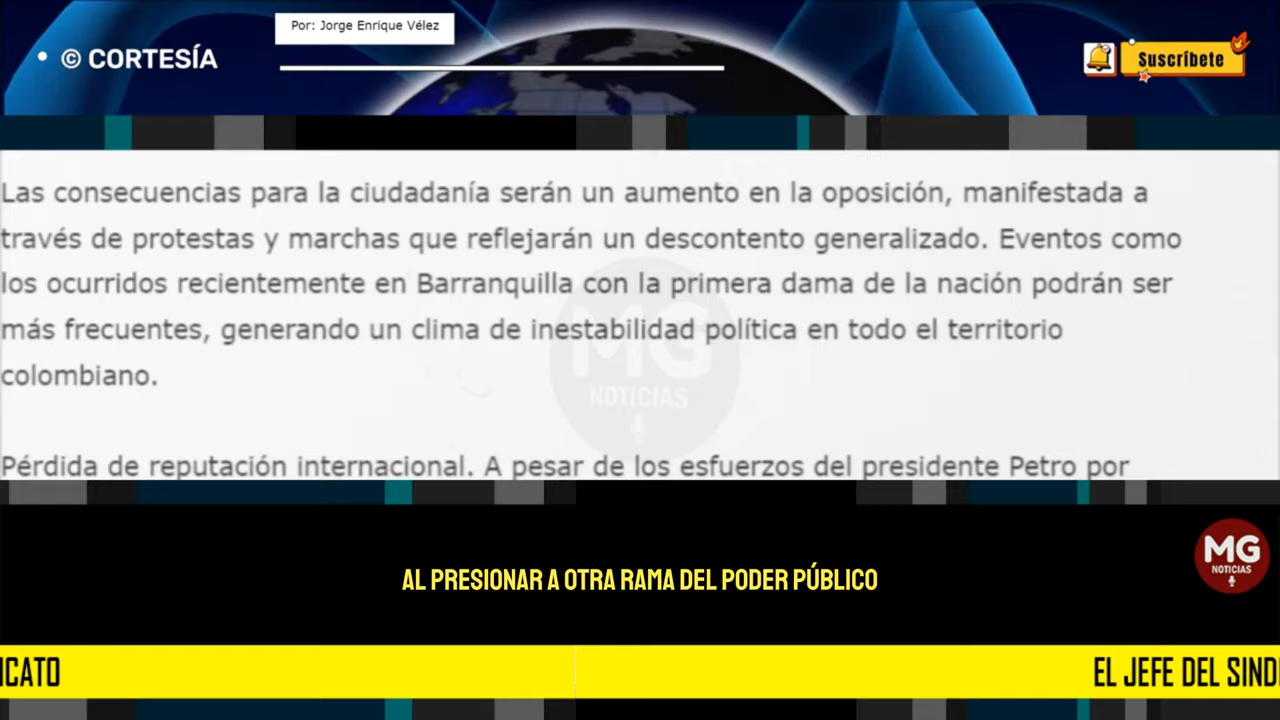 Por: Jorge Enrique Vélez
• © CORTESÍA
Suscríbete
Las consecuencias para la ciudadanía serán un aumento en la oposición, manifestada a
través de protestas y marchas que reflejarán un descontento generalizado. Eventos como
los ocurridos recientemente en Barranquilla con la primera dama de la nación podrán ser
más frecuentes, generando un clima de inestabilidad política en todo el territorio
colombiano.
MG
NOTICIAS
Pérdida de reputación internacional. A pesar de los esfuerzos del presidente Petro por
AL PRESIONAR A OTRA RAMA DEL PODER PÚBLICO
MG
NOTICIAS
ICATO
EL JEFE DEL SIND